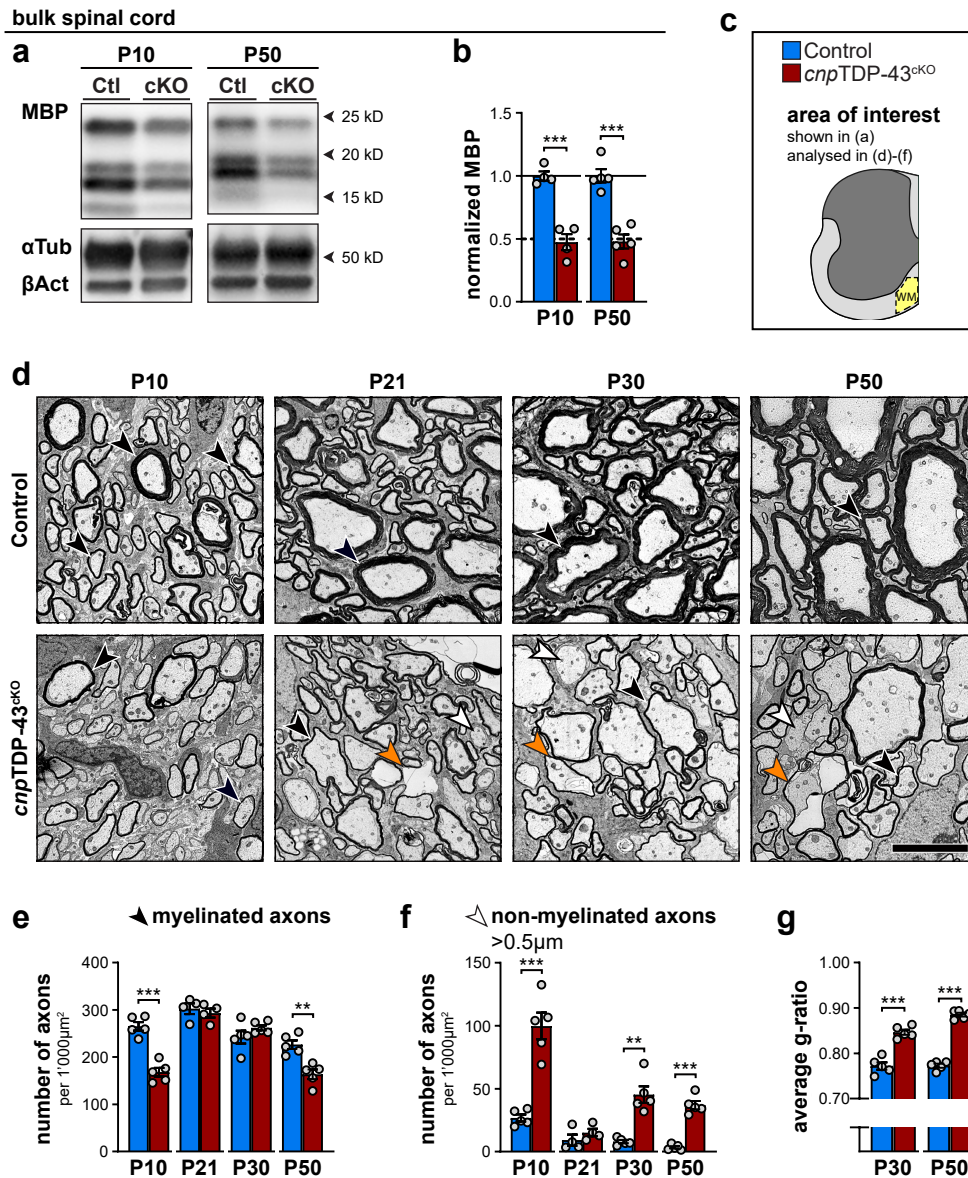 bulk spinal cord
a
P10 P50
Ctl cKO Ctl cKO
MBP
25 kD
20 kD
15 kD
αTub
50 kD
βAct
b
normalized MBP
1.5
1.0
0.5
0.0
*** ***
P10 P50
c
Control
cnpTDP-43cKO
area of interest
shown in (a)
analysed in (d)-(f)
WM
d
P10 P21 P30 P50
Control
cnpTDP-43cKO
e
myelinated axons
number of axons
per 1'000µm²
400
300
200
100
0
*** **
P10 P21 P30 P50
f
non-myelinated axons
>0.5µm
number of axons
per 1'000µm²
150
100
50
0
*** ** ***
P10 P21 P30 P50
g
average g-ratio
1.00
0.90
0.80
0.70
*** ***
P30 P50